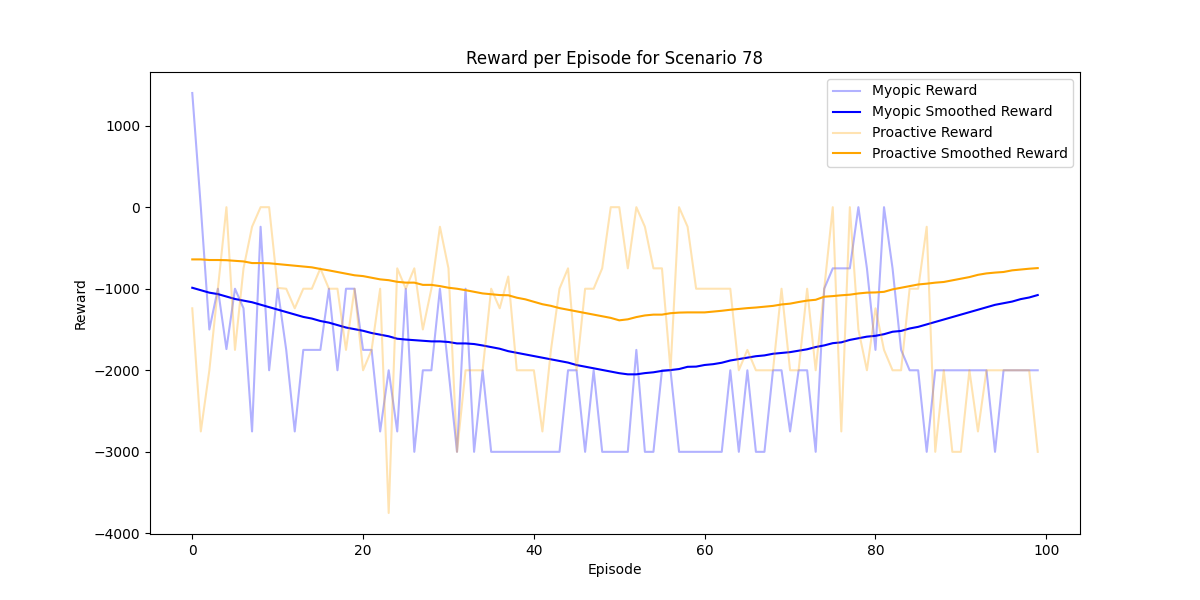 Reward per Episode for Scenario 78
Myopic Reward
Myopic Smoothed Reward
Proactive Reward
Proactive Smoothed Reward
1000
0
−1000
−2000
−3000
−4000
Reward
0 20 40 60 80 100
Episode